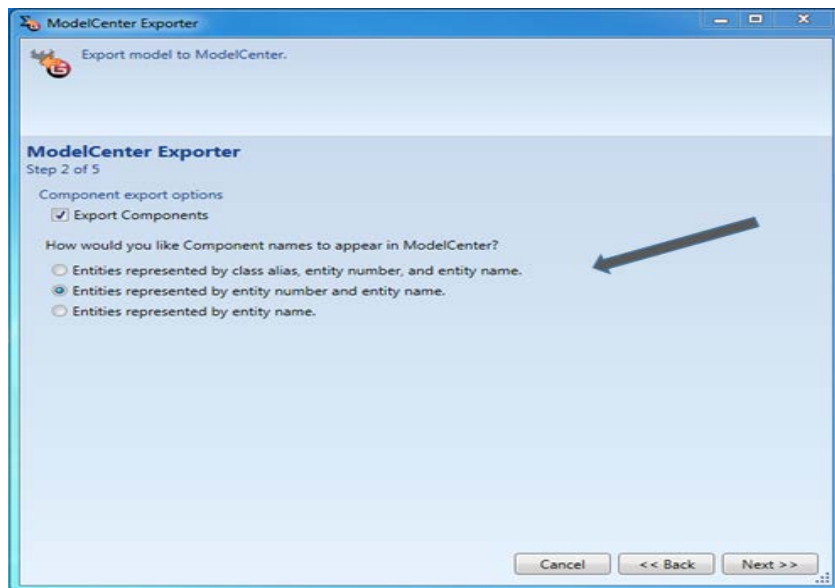 ModelCenter Exporter
Export model to ModelCenter.
ModelCenter Exporter
Step 2 of 5
Component export options
Export Components
How would you like Component names to appear in ModelCenter?
Entities represented by class alias, entity number, and entity name.
Entities represented by entity number and entity name.
Entities represented by entity name.
Cancel << Back Next >>